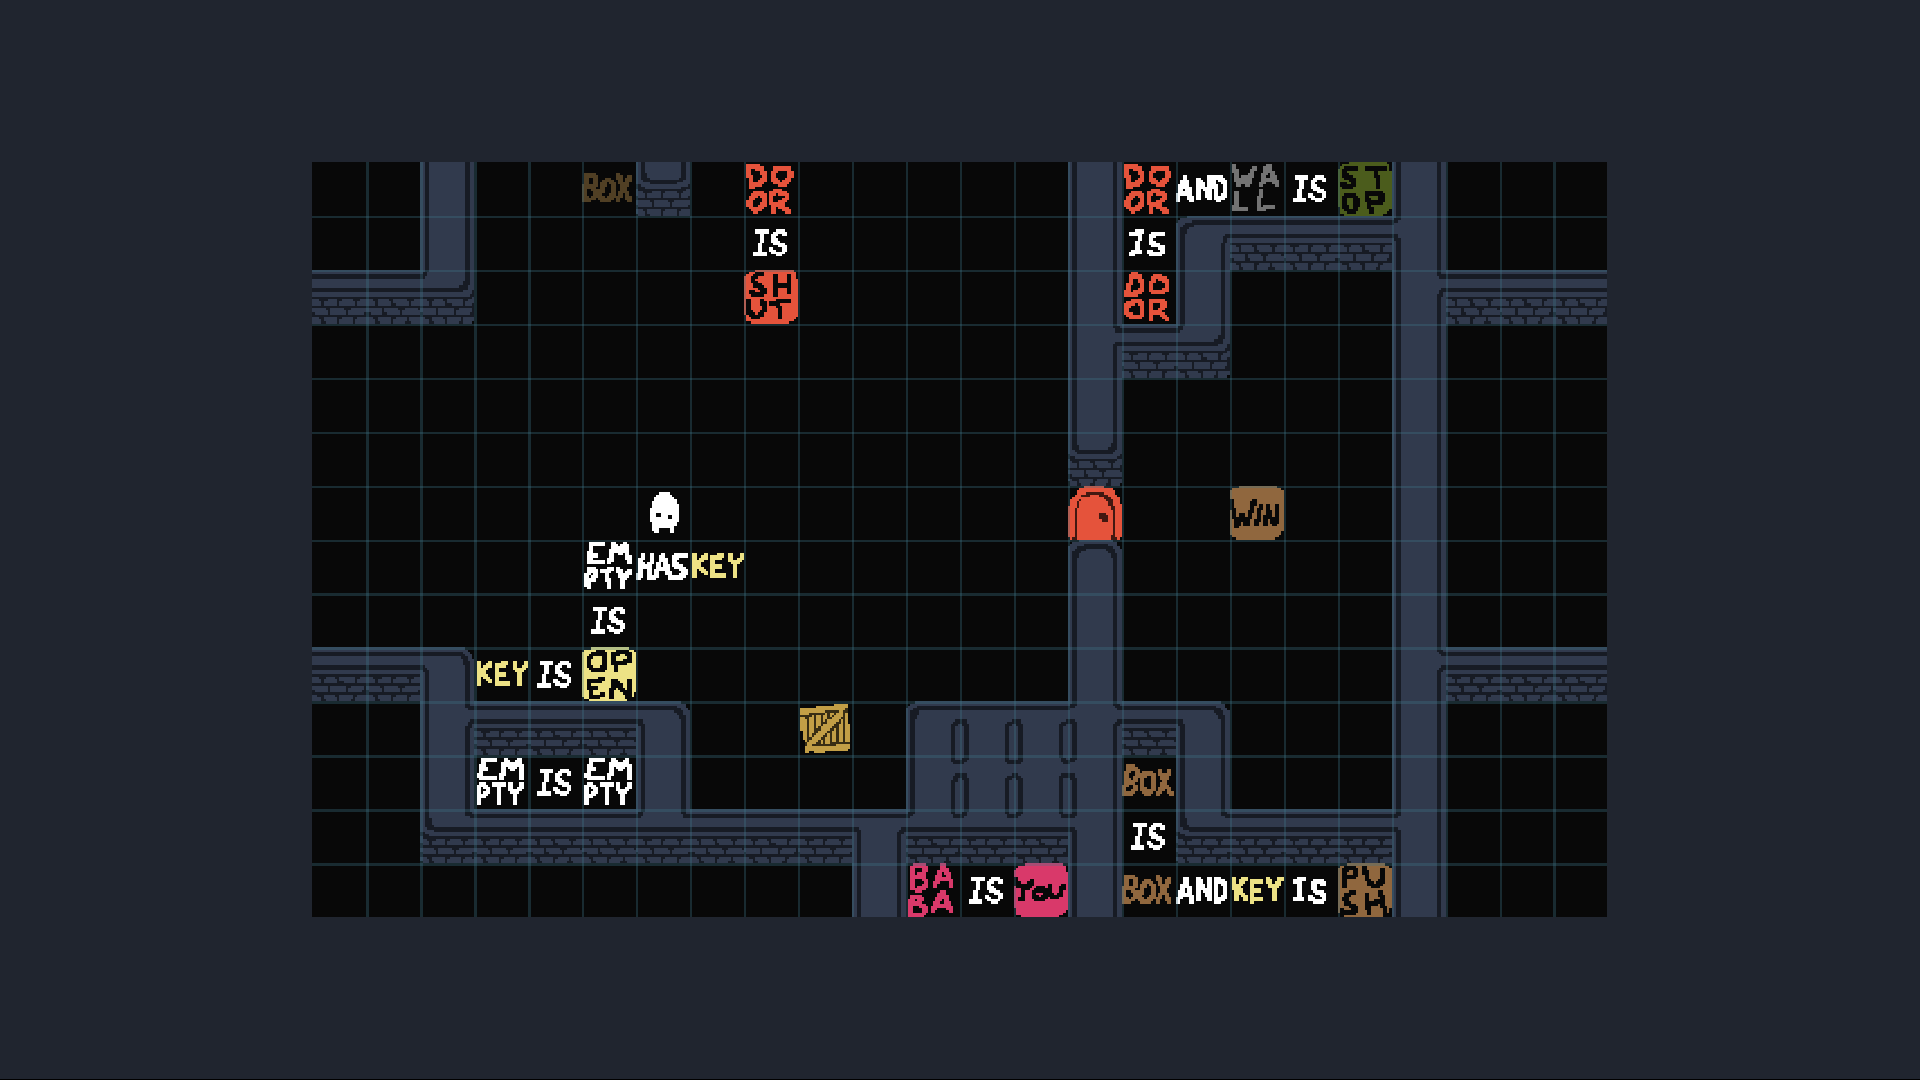 BOX DOOR DOOR AND WALL IS STOP
IS IS
SHUT DOOR
WIN
EMPTY HAS KEY
IS
KEY IS OPEN
EMPTY IS EMPTY BOX
IS
BABA IS YOU BOX AND KEY IS PUSH